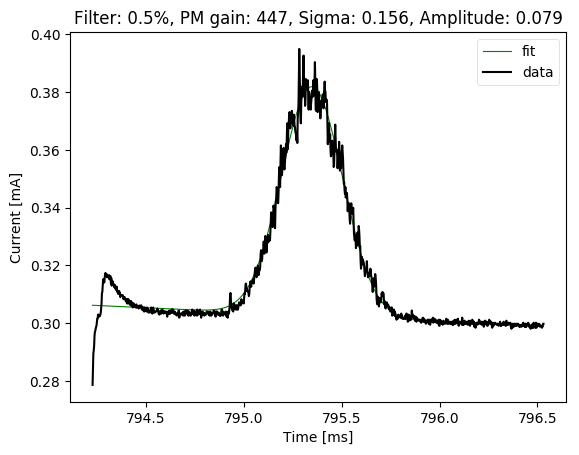 Filter: 0.5%, PM gain: 447, Sigma: 0.156, Amplitude: 0.079
fit
data
Current [mA]
0.40
0.38
0.36
0.34
0.32
0.30
0.28
794.5 795.0 795.5 796.0 796.5
Time [ms]